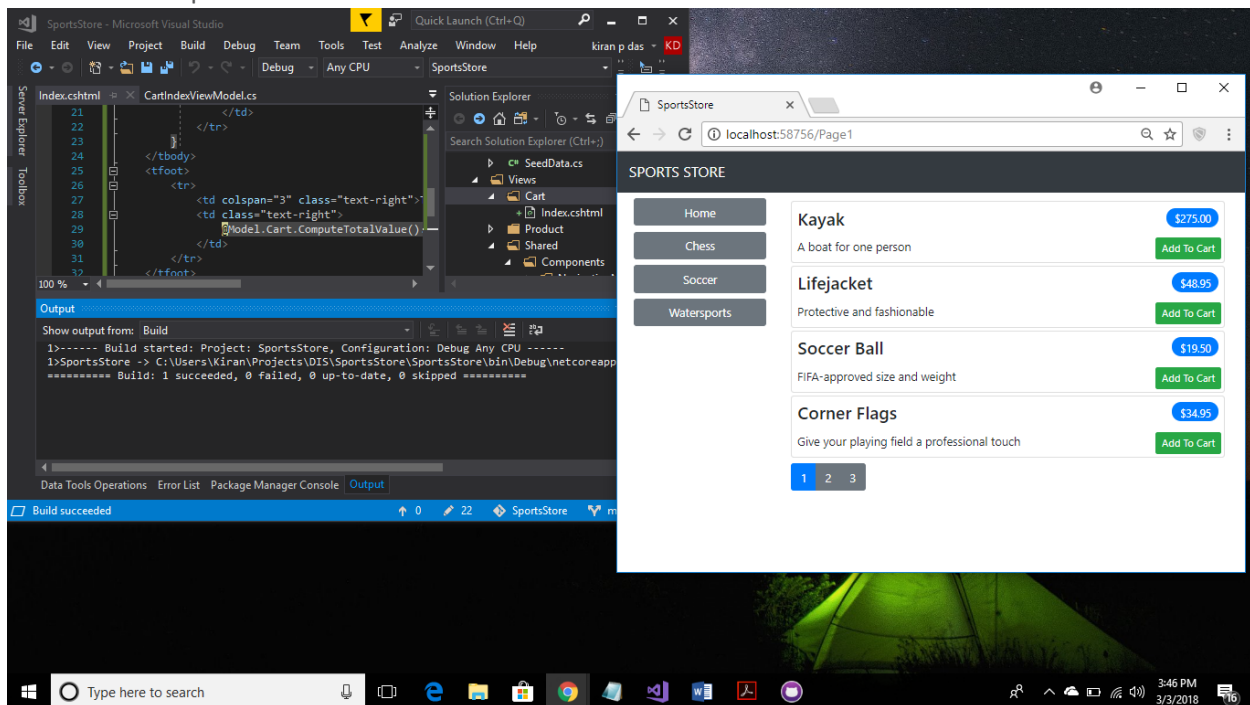 SportsStore - Microsoft Visual Studio
Quick Launch (Ctrl+Q)
File Edit View Project Build Debug Team Tools Test Analyze Window Help
kiran p das
KD
Debug Any CPU SportsStore
Server Explorer
Toolbox
Index.cshtml CartIndexViewModel.cs
21 </td>
22 </tr>
23 }
24 </tbody>
25 <tfoot>
26 <tr>
27 <td colspan="3" class="text-right">
28 <td class="text-right">
29 @Model.Cart.ComputeTotalValue()
30 </td>
31 </tr>
32 </tfoot>
100 %
Solution Explorer
Search Solution Explorer (Ctrl+;)
C# SeedData.cs
Views
Cart
Index.cshtml
Product
Shared
Components
Output
Show output from: Build
1>------ Build started: Project: SportsStore, Configuration: Debug Any CPU ------
1>SportsStore -> C:\Users\Kiran\Projects\DIS\SportsStore\SportsStore\bin\Debug\netcoreapp
========== Build: 1 succeeded, 0 failed, 0 up-to-date, 0 skipped ==========
Data Tools Operations Error List Package Manager Console Output
Build succeeded
0 22 SportsStore
SportsStore
localhost:58756/Page1
SPORTS STORE
Home
Chess
Soccer
Watersports
Kayak $275.00
A boat for one person Add To Cart
Lifejacket $48.95
Protective and fashionable Add To Cart
Soccer Ball $19.50
FIFA-approved size and weight Add To Cart
Corner Flags $34.95
Give your playing field a professional touch Add To Cart
1 2 3
Type here to search
3:46 PM
3/3/2018
16